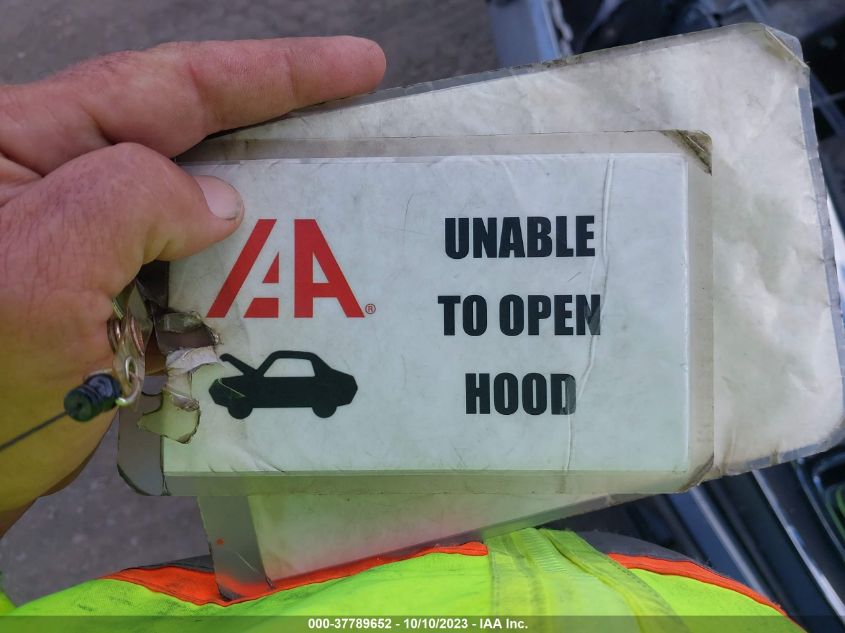 IAA®
UNABLE
TO OPEN
HOOD
000-37789652 - 10/10/2023 - IAA Inc.